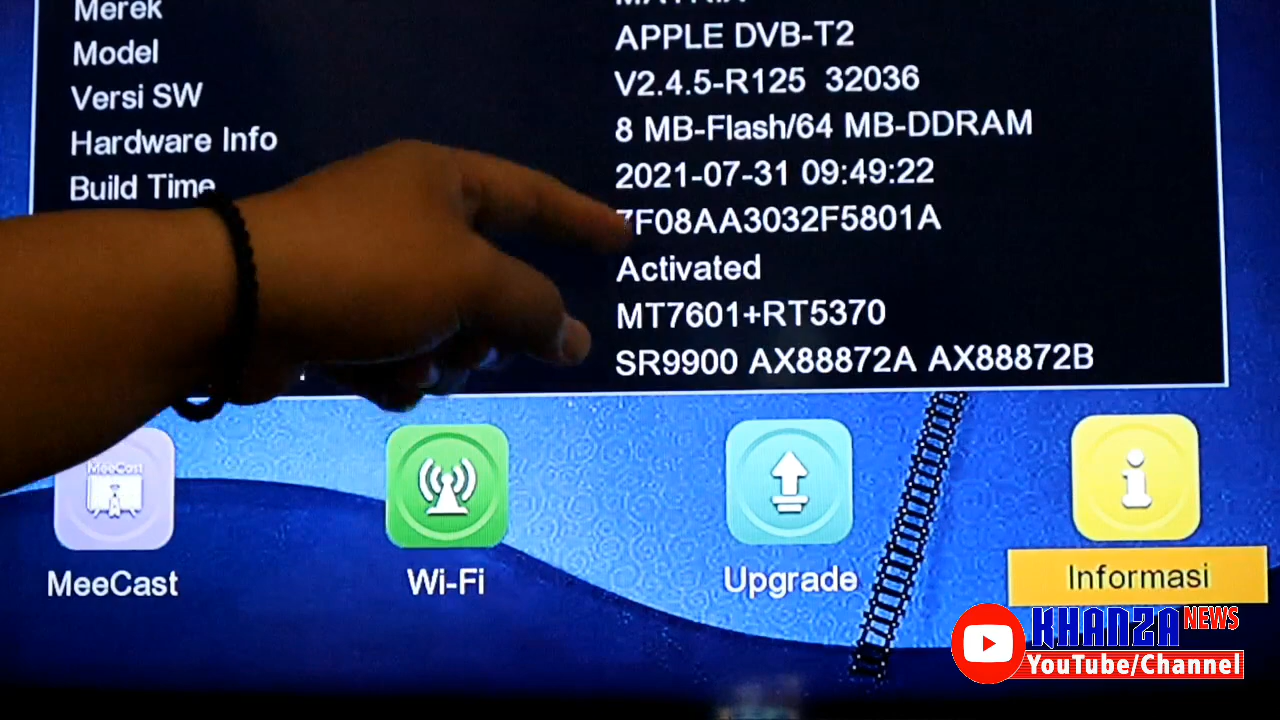 Merek
Model APPLE DVB-T2
Versi SW V2.4.5-R125 32036
Hardware Info 8 MB-Flash/64 MB-DDRAM
Build Time 2021-07-31 09:49:22
7F08AA3032F5801A
Activated
MT7601+RT5370
SR9900 AX88872A AX88872B
MeeCast
MeeCast Wi-Fi Upgrade Informasi
KHANZA NEWS
YouTube/Channel